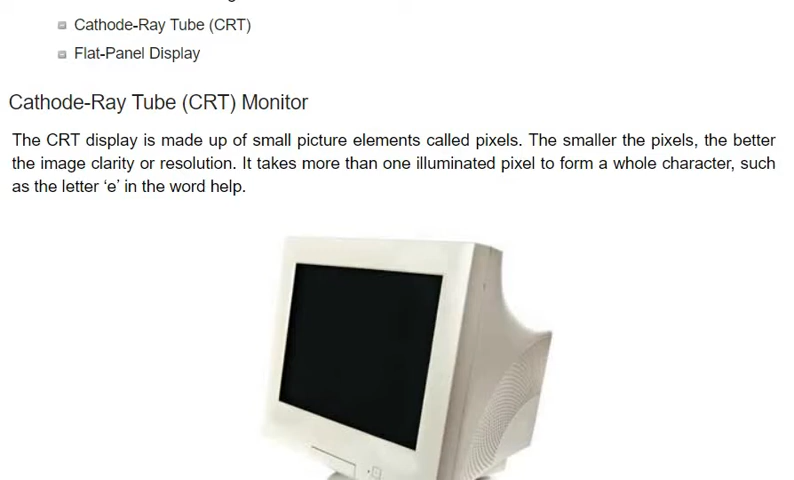 Cathode-Ray Tube (CRT)
Flat-Panel Display
Cathode-Ray Tube (CRT) Monitor
The CRT display is made up of small picture elements called pixels. The smaller the pixels, the better
the image clarity or resolution. It takes more than one illuminated pixel to form a whole character, such
as the letter ‘e’ in the word help.